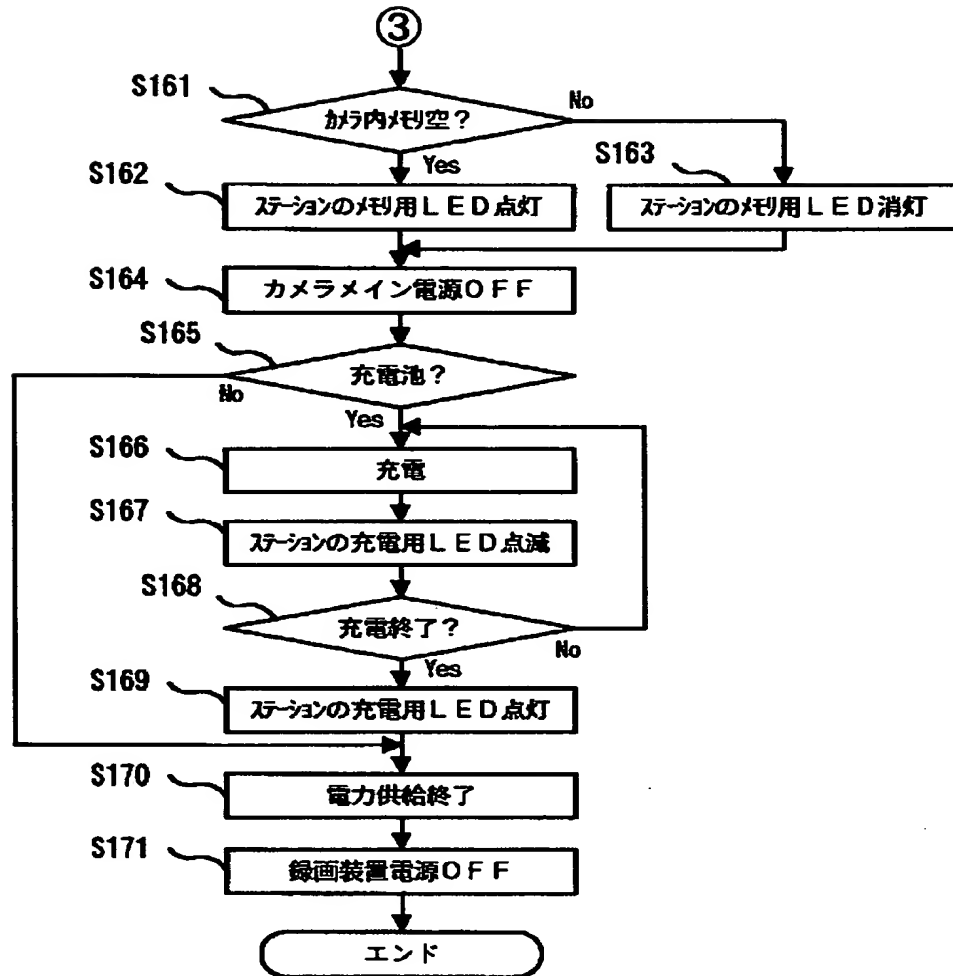 ③
S161
カメラ内メモリ空？
No
Yes
S162
ステーションのメモリ用ＬＥＤ点灯
S163
ステーションのメモリ用ＬＥＤ消灯
S164
カメラメイン電源ＯＦＦ
S165
充電池？
No
Yes
S166
充電
S167
ステーションの充電用ＬＥＤ点滅
S168
充電終了？
No
Yes
S169
ステーションの充電用ＬＥＤ点灯
S170
電力供給終了
S171
録画装置電源ＯＦＦ
エンド